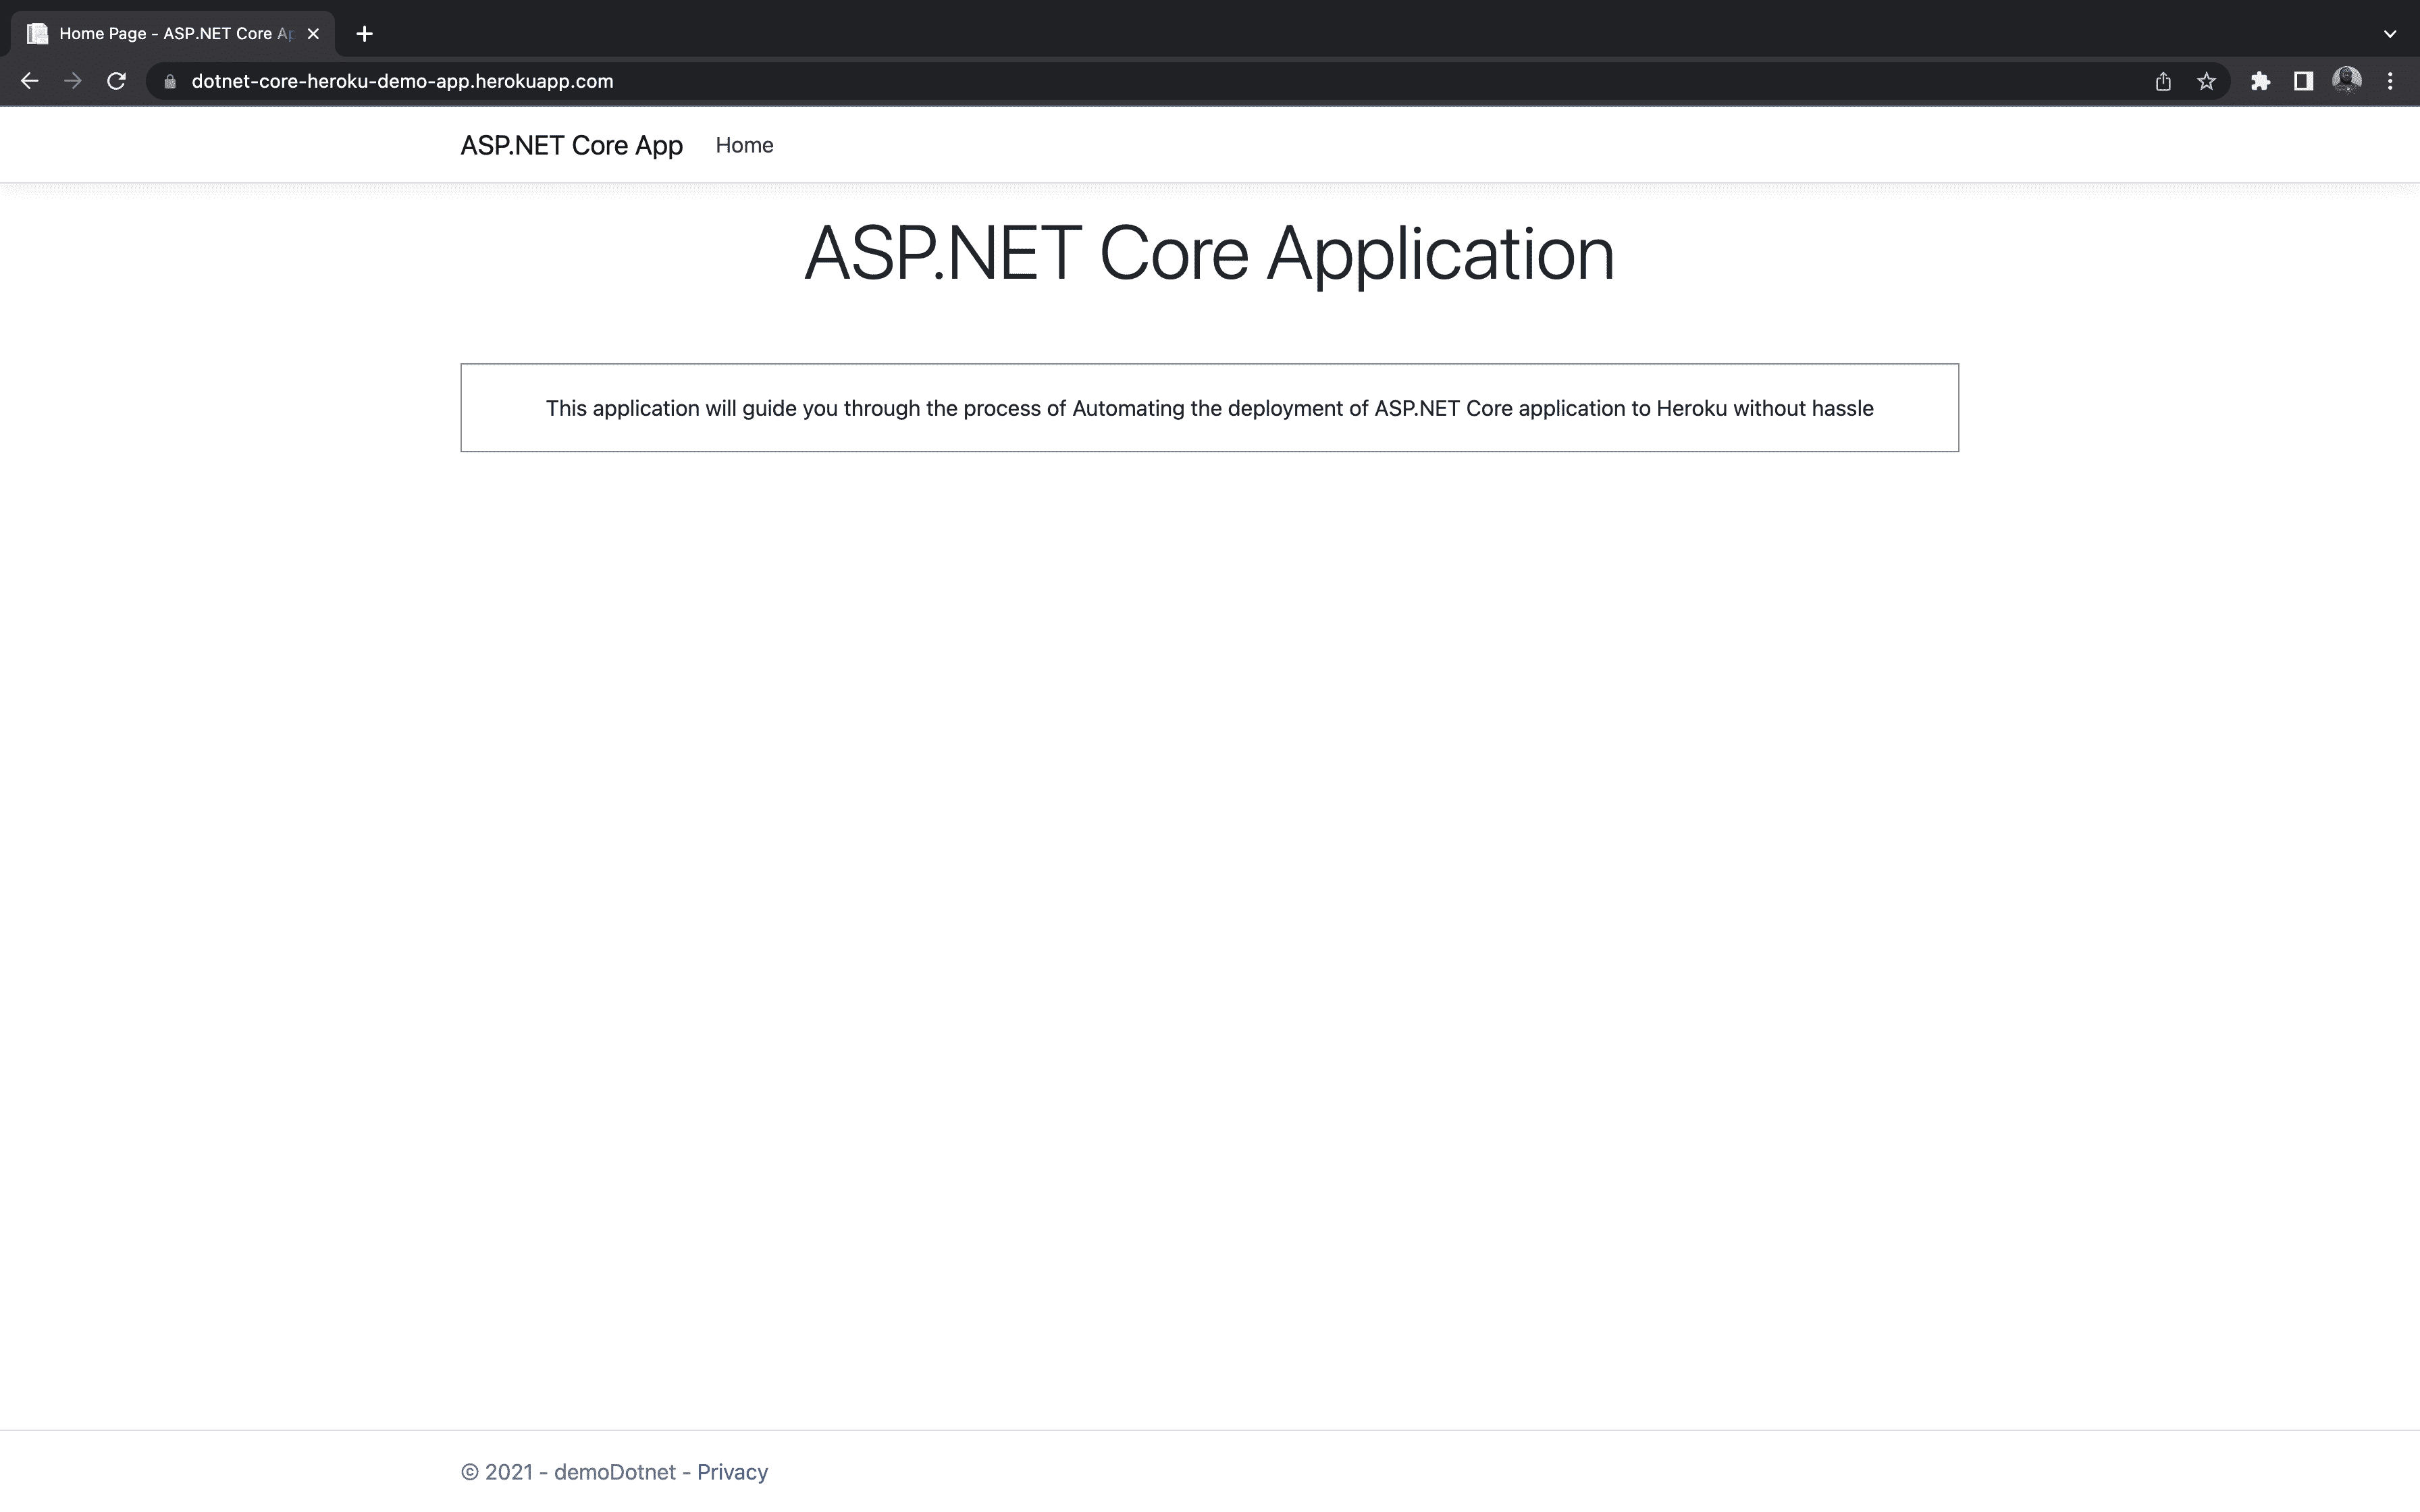 Home Page - ASP.NET Core Ap
dotnet-core-heroku-demo-app.herokuapp.com
ASP.NET Core App Home
ASP.NET Core Application
This application will guide you through the process of Automating the deployment of ASP.NET Core application to Heroku without hassle
© 2021 - demoDotnet - Privacy